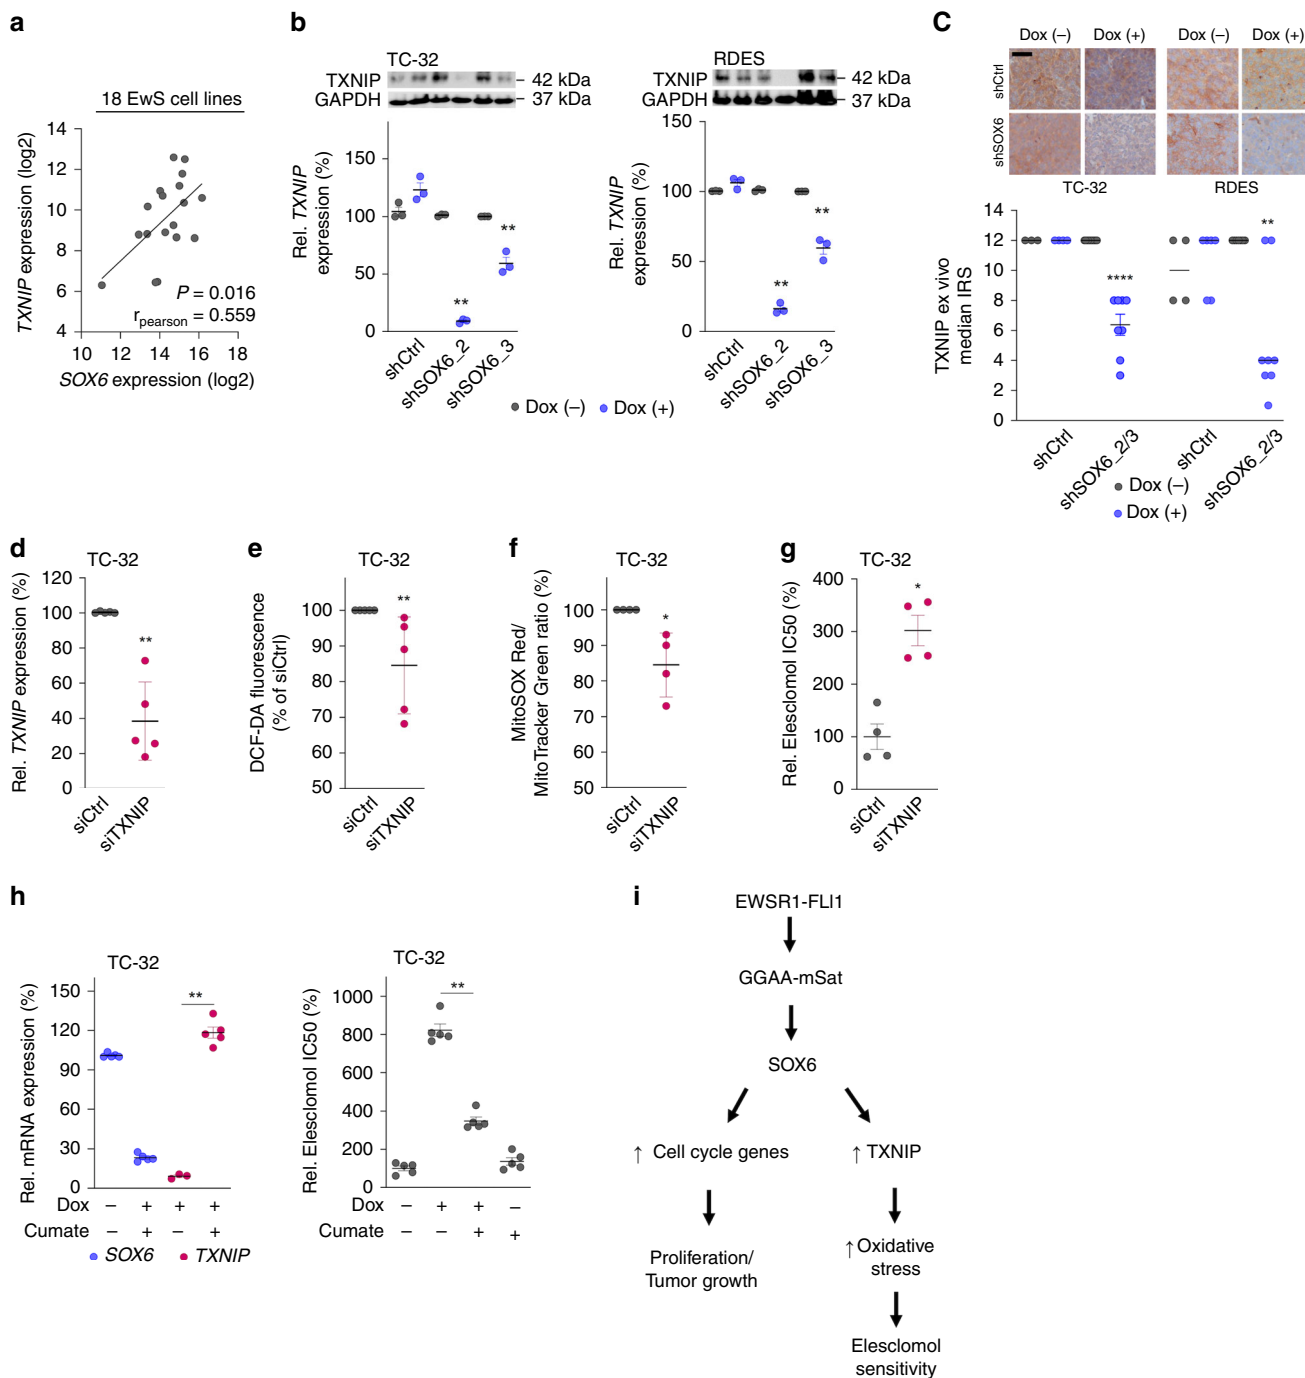 a
18 EwS cell lines
TXNIP expression (log2)
14
12
10
8
6
4
P = 0.016
r pearson = 0.559
10 12 14 16 18
SOX6 expression (log2)
b
TC-32
TXNIP
42 kDa
GAPDH
37 kDa
Rel. TXNIP
expression (%)
150
100
50
0
**
**
shCtrl
shSOX6_2
shSOX6_3
RDES
TXNIP
42 kDa
GAPDH
37 kDa
Rel. TXNIP
expression (%)
150
100
50
0
**
**
shCtrl
shSOX6_2
shSOX6_3
Dox (–) Dox (+)
C
Dox (–) Dox (+) Dox (–) Dox (+)
shCtrl
shSOX6
TC-32 RDES
TXNIP ex vivo
median IRS
14
12
10
8
6
4
2
0
****
**
shCtrl
shSOX6_2/3
shCtrl
shSOX6_2/3
Dox (–)
Dox (+)
d
TC-32
Rel. TXNIP expression (%)
120
100
80
60
40
20
0
**
siCtrl
siTXNIP
e
TC-32
DCF-DA fluorescence
(% of siCtrl)
100
90
80
70
60
50
**
siCtrl
siTXNIP
f
TC-32
MitoSOX Red/
MitoTracker Green ratio (%)
100
90
80
70
60
50
*
siCtrl
siTXNIP
g
TC-32
Rel. Elesclomol IC50 (%)
400
300
200
100
0
*
siCtrl
siTXNIP
h
TC-32
Rel. mRNA expression (%)
150
120
90
60
30
0
**
Dox – + + +
Cumate – + – +
SOX6 TXNIP
TC-32
Rel. Elesclomol IC50 (%)
1000
800
600
400
200
0
**
Dox – + + –
Cumate – – + +
i
EWSR1-FLI1
GGAA-mSat
SOX6
↑ Cell cycle genes
↑ TXNIP
Proliferation/
Tumor growth
↑ Oxidative
stress
Elesclomol
sensitivity